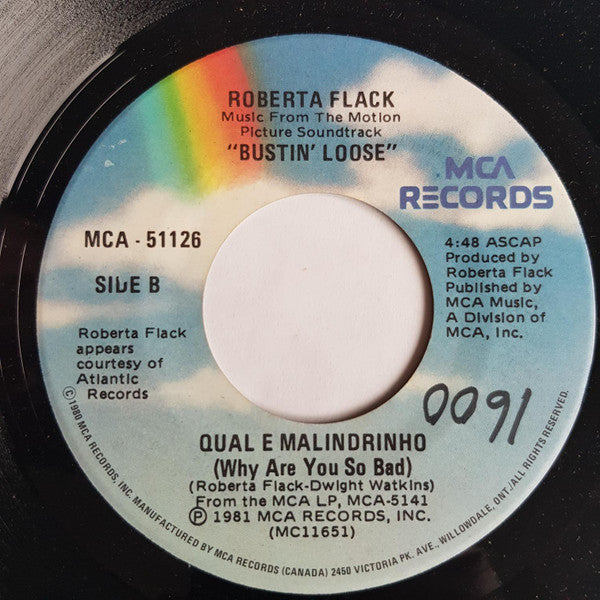 ROBERTA FLACK
Music From The Motion
Picture Soundtrack
"BUSTIN' LOOSE"
MCA
RECORDS
MCA - 51126
SIDE B
4:48 ASCAP
Produced by
Roberta Flack
Published by
MCA Music,
A Division of
MCA, Inc.
Roberta Flack
appears
courtesy of
Atlantic
Records
0091
QUAL E MALINDRINHO
(Why Are You So Bad)
(Roberta Flack-Dwight Watkins)
From the MCA LP, MCA-5141
℗ 1981 MCA RECORDS, INC.
(MC11651)
© 1980 MCA RECORDS, INC. MANUFACTURED BY MCA RECORDS (CANADA) 2450 VICTORIA PK. AVE., WILLOWDALE, ONT./ALL RIGHTS RESERVED.